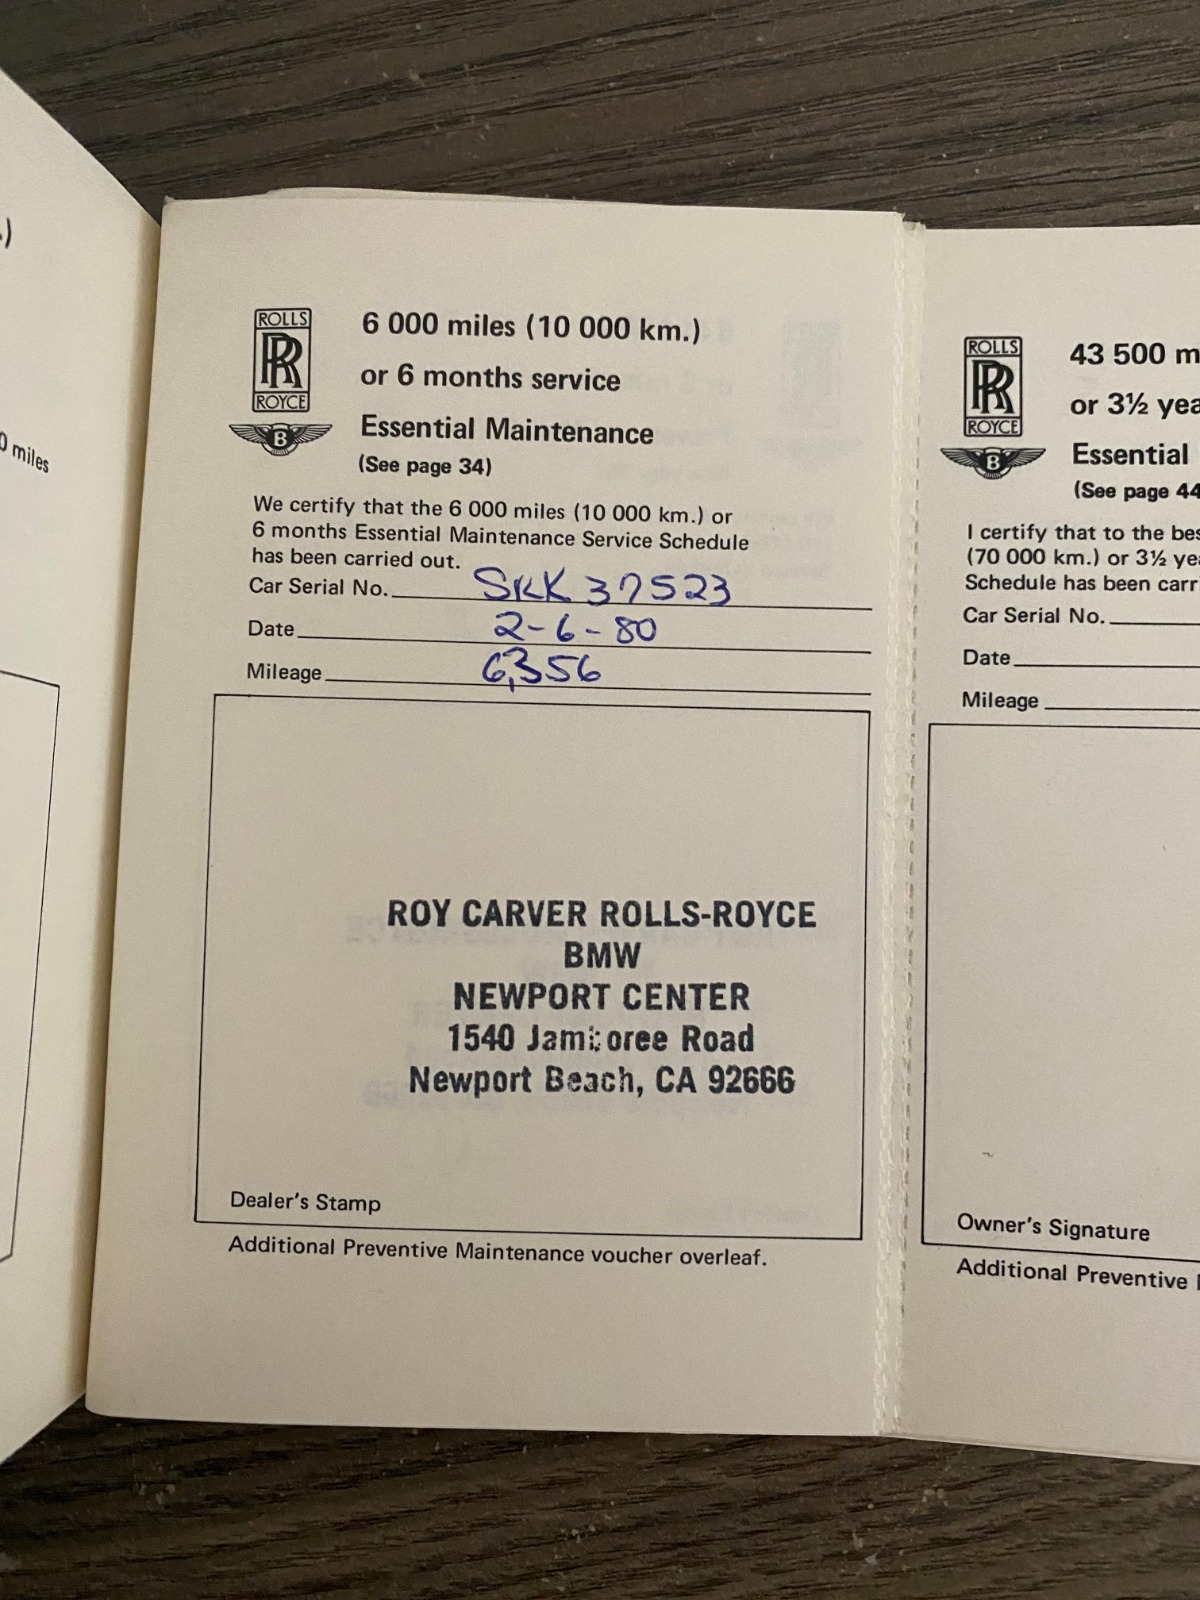 .)
0 miles
ROLLS
RR
ROYCE
B
6 000 miles (10 000 km.)
or 6 months service
Essential Maintenance
(See page 34)
We certify that the 6 000 miles (10 000 km.) or
6 months Essential Maintenance Service Schedule
has been carried out.
Car Serial No. SRK 37523
Date 2-6-80
Mileage 6,356
ROY CARVER ROLLS-ROYCE
BMW
NEWPORT CENTER
1540 Jamboree Road
Newport Beach, CA 92666
Dealer's Stamp
Additional Preventive Maintenance voucher overleaf.
ROLLS
RR
ROYCE
B
43 500 m
or 3½ yea
Essential
(See page 44
I certify that to the bes
(70 000 km.) or 3½ ye
Schedule has been carr
Car Serial No.
Date
Mileage
Owner's Signature
Additional Preventive